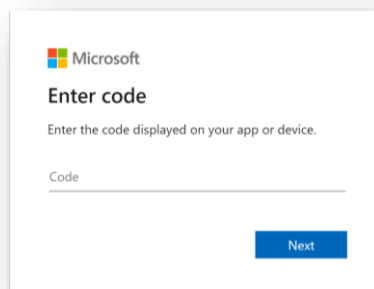 Microsoft
Enter code
Enter the code displayed on your app or device.
Code
Next